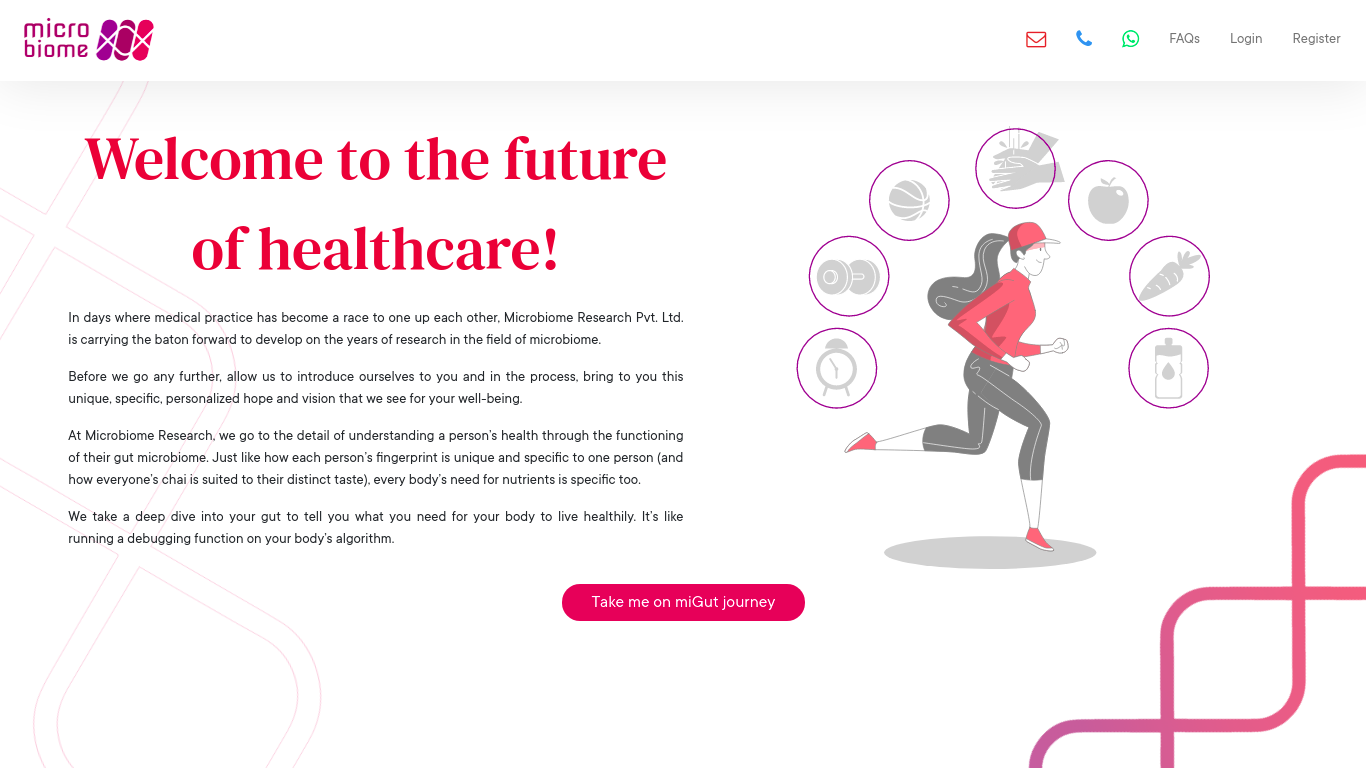 micro
biome
FAQs
Login
Register
Welcome to the future
of healthcare!
In days where medical practice has become a race to one up each other, Microbiome Research Pvt. Ltd.
is carrying the baton forward to develop on the years of research in the field of microbiome.
Before we go any further, allow us to introduce ourselves to you and in the process, bring to you this
unique, specific, personalized hope and vision that we see for your well-being.
At Microbiome Research, we go to the detail of understanding a person’s health through the functioning
of their gut microbiome. Just like how each person’s fingerprint is unique and specific to one person (and
how everyone’s chai is suited to their distinct taste), every body’s need for nutrients is specific too.
We take a deep dive into your gut to tell you what you need for your body to live healthily. It’s like
running a debugging function on your body’s algorithm.
Take me on miGut journey